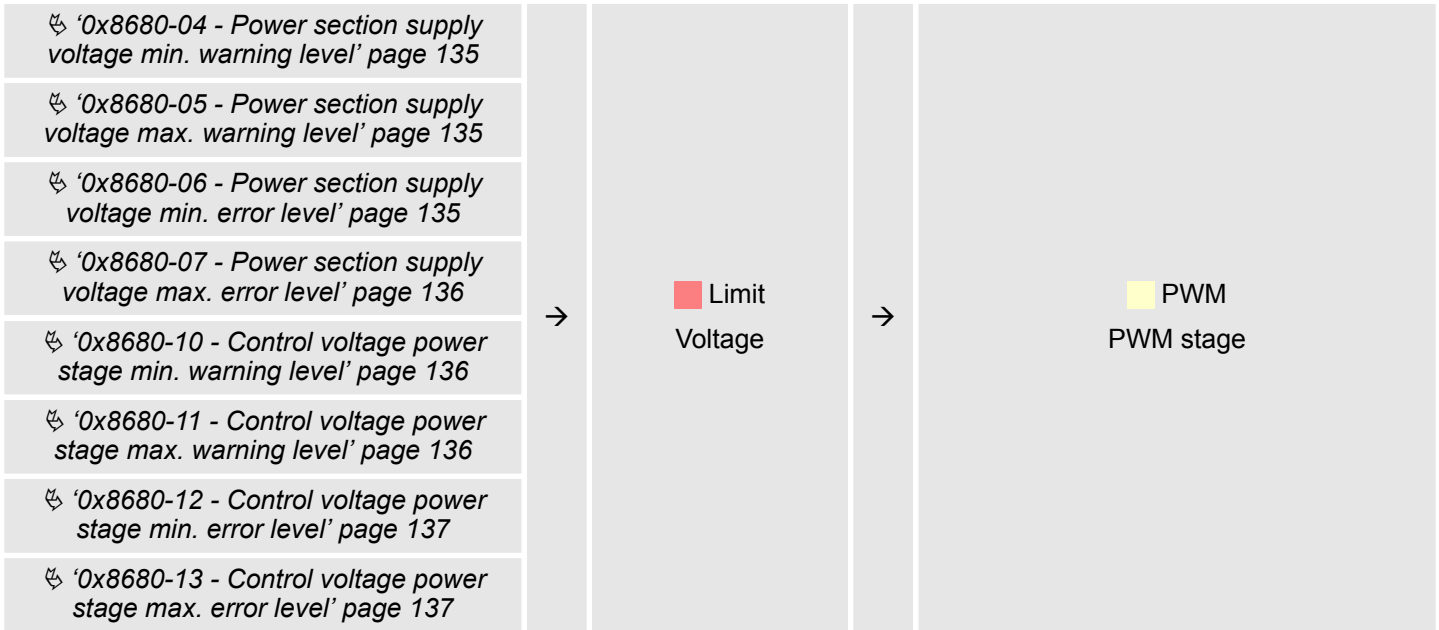 ↳ ‘0x8680-04 - Power section supply
voltage min. warning level’ page 135
↳ ‘0x8680-05 - Power section supply
voltage max. warning level’ page 135
↳ ‘0x8680-06 - Power section supply
voltage min. error level’ page 135
↳ ‘0x8680-07 - Power section supply
voltage max. error level’ page 136
↳ ‘0x8680-10 - Control voltage power
stage min. warning level’ page 136
↳ ‘0x8680-11 - Control voltage power
stage max. warning level’ page 136
↳ ‘0x8680-12 - Control voltage power
stage min. error level’ page 137
↳ ‘0x8680-13 - Control voltage power
stage max. error level’ page 137
→
Limit
Voltage
→
PWM
PWM stage